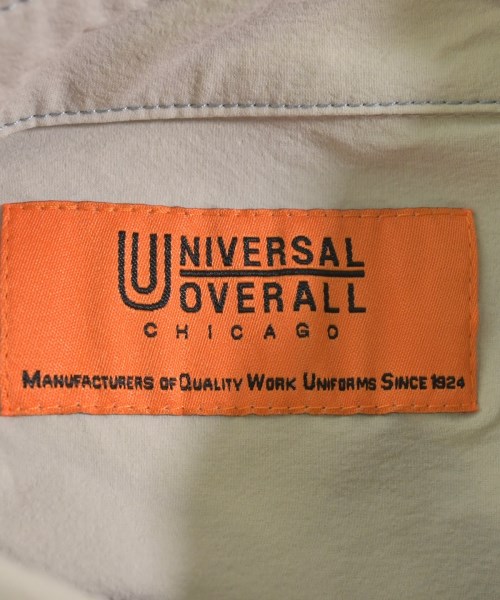 UNIVERSAL
OVERALL
CHICAGO
MANUFACTURERS OF QUALITY WORK UNIFORMS SINCE 1924